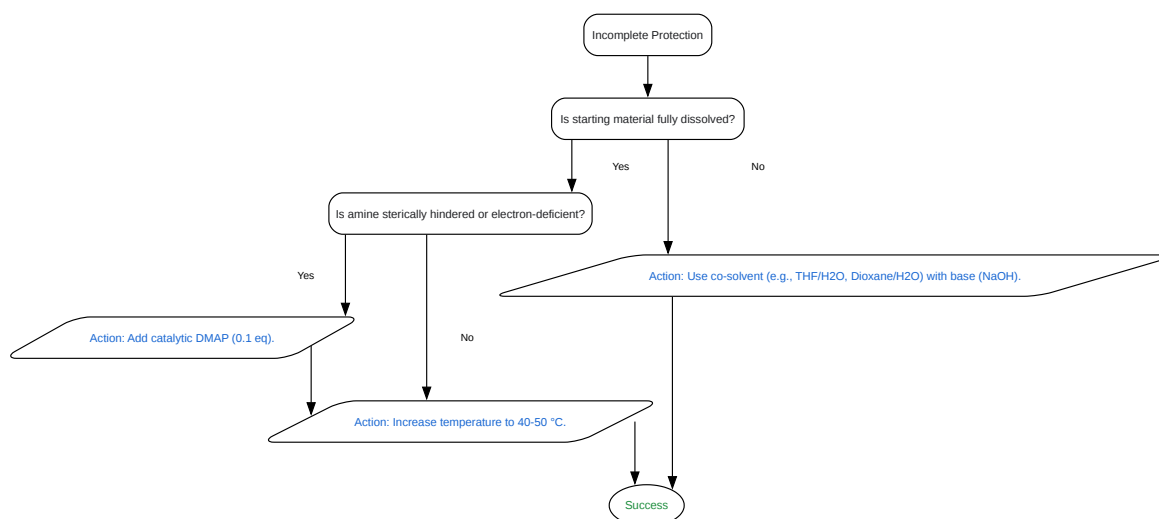 Incomplete Protection
Is starting material fully dissolved?
Yes
No
Is amine sterically hindered or electron-deficient?
Yes
Action: Use co-solvent (e.g., THF/H2O, Dioxane/H2O) with base (NaOH).
Action: Add catalytic DMAP (0.1 eq).
No
Action: Increase temperature to 40-50 °C.
Success